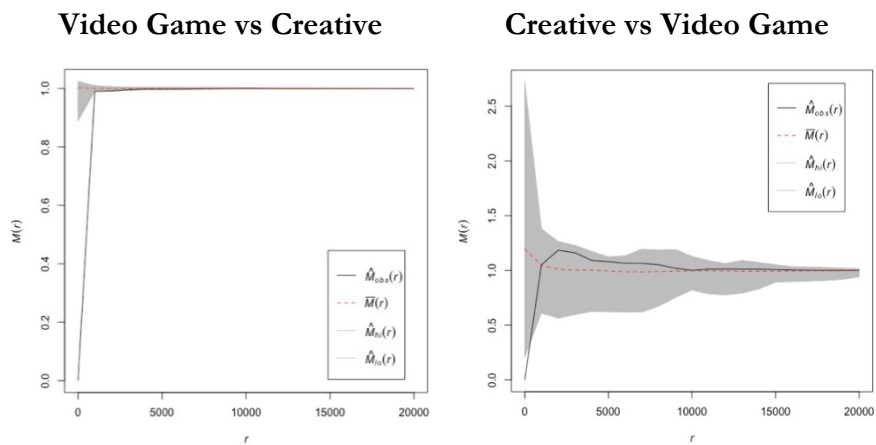 Video Game vs Creative
Creative vs Video Game
M(r)
1.0
0.8
0.6
0.4
0.2
0.0
M̂obs(r)
M̅(r)
M̂hi(r)
M̂lo(r)
0 5000 10000 15000 20000
r
M(r)
2.5
2.0
1.5
1.0
0.5
0.0
M̂obs(r)
M̅(r)
M̂hi(r)
M̂lo(r)
0 5000 10000 15000 20000
r